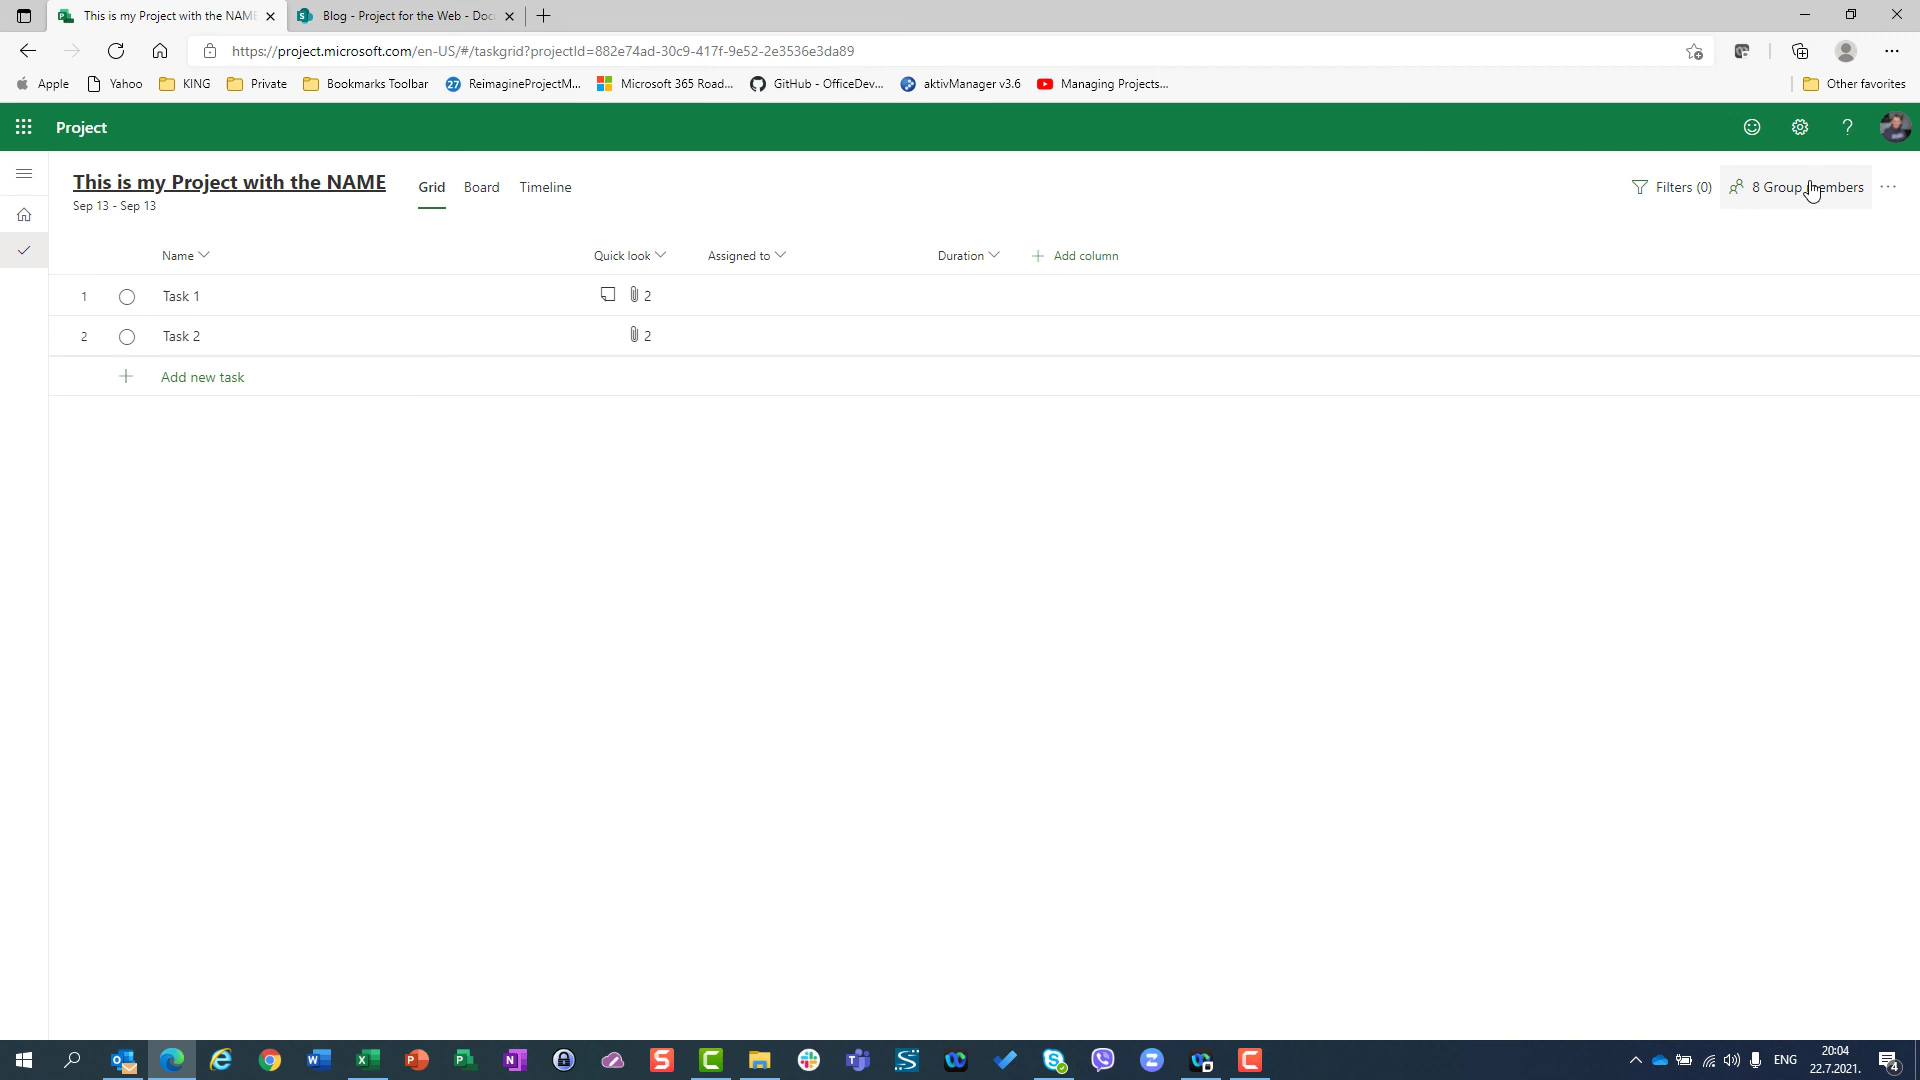 This is my Project with the NAME
Blog - Project for the Web - Doc
https://project.microsoft.com/en-US/#/taskgrid?projectId=882e74ad-30c9-417f-9e52-2e3536e3da89
Apple
Yahoo
KING
Private
Bookmarks Toolbar
27
ReimagineProjectM...
Microsoft 365 Road...
GitHub - OfficeDev...
aktivManager v3.6
Managing Projects...
Other favorites
Project
?
This is my Project with the NAME
Grid
Board
Timeline
Filters (0)
8 Group members
Sep 13 - Sep 13
Name
Quick look
Assigned to
Duration
Add column
1
Task 1
2
2
Task 2
2
Add new task
ENG
20:04
22.7.2021.
4